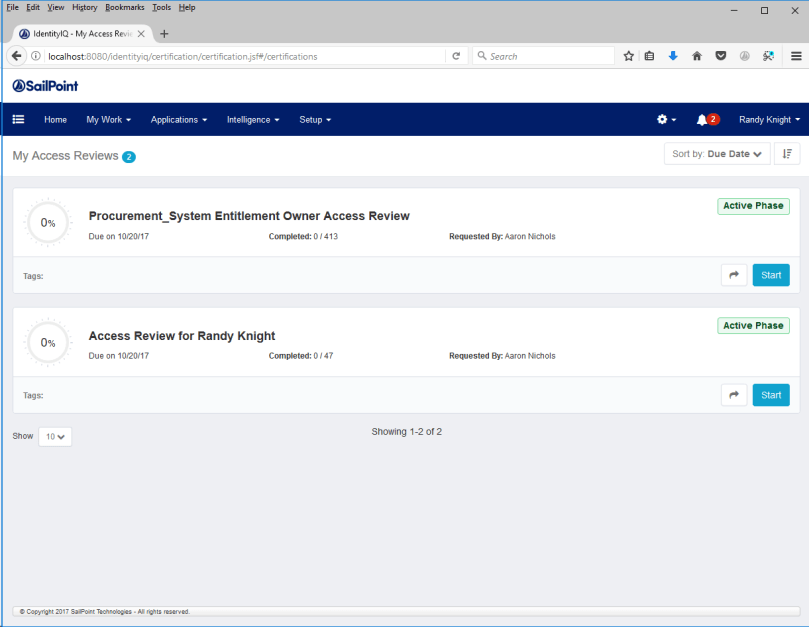 File Edit View History Bookmarks Tools Help
IdentityIQ - My Access Revie
localhost:8080/identityiq/certification/certification.jsf#/certifications
Search
SailPoint
Home My Work Applications Intelligence Setup 2 Randy Knight
My Access Reviews 2 Sort by: Due Date
0% Procurement_System Entitlement Owner Access Review Active Phase
Due on 10/20/17 Completed: 0 / 413 Requested By: Aaron Nichols
Tags: Start
0% Access Review for Randy Knight Active Phase
Due on 10/20/17 Completed: 0 / 47 Requested By: Aaron Nichols
Tags: Start
Show 10 Showing 1-2 of 2
© Copyright 2017 SailPoint Technologies - All rights reserved.